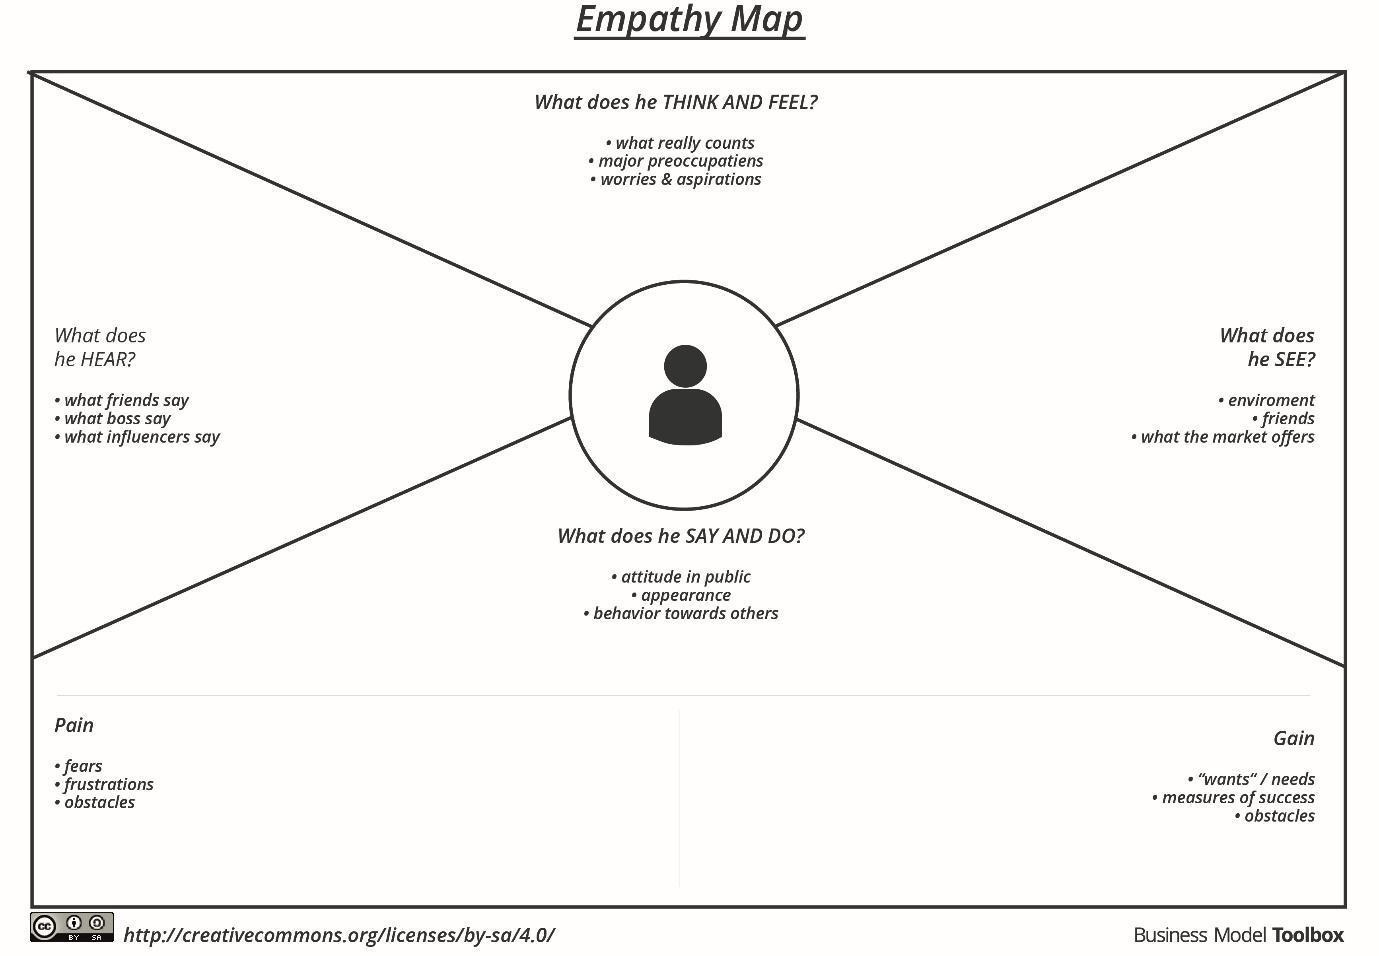 Empathy Map
What does he THINK AND FEEL?
• what really counts
• major preoccupatiens
• worries & aspirations
What does
he HEAR?
• what friends say
• what boss say
• what influencers say
What does
he SEE?
• enviroment
• friends
• what the market offers
What does he SAY AND DO?
• attitude in public
• appearance
• behavior towards others
Pain
• fears
• frustrations
• obstacles
Gain
• “wants“ / needs
• measures of success
• obstacles
cc BY SA
http://creativecommons.org/licenses/by-sa/4.0/
Business Model Toolbox